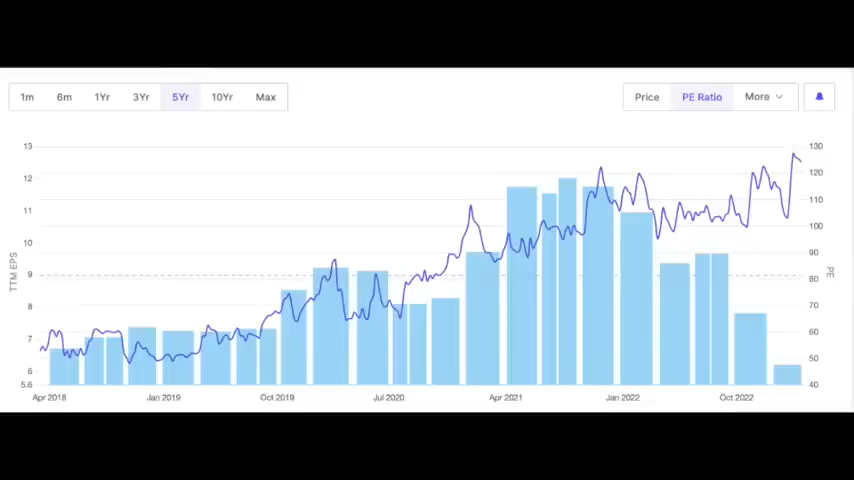 1m 6m 1Yr 3Yr 5Yr 10Yr Max Price PE Ratio More
13 130
12 120
11 110
10 100
9 90
8 80
7 70
6 60
5.6 50
40
TTM EPS
PE
Apr 2018 Jan 2019 Oct 2019 Jul 2020 Apr 2021 Jan 2022 Oct 2022